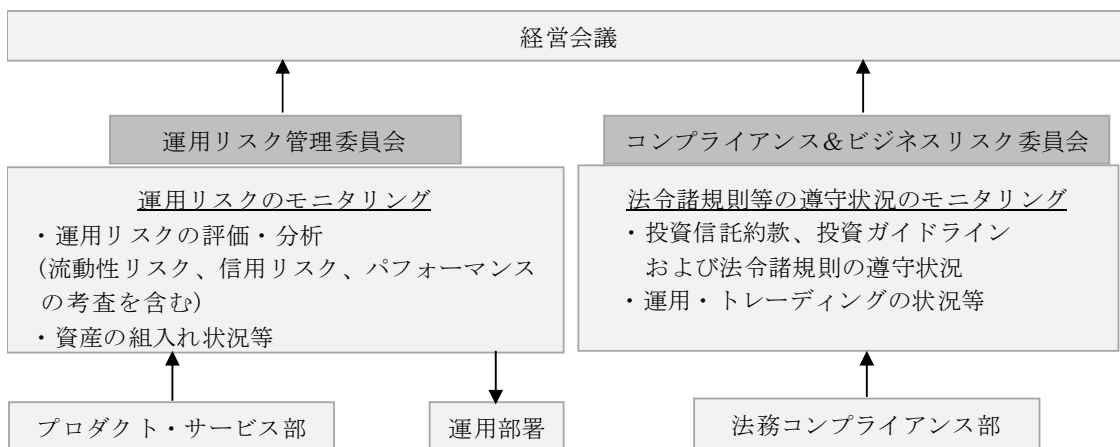 経営会議
運用リスク管理委員会
運用リスクのモニタリング
・運用リスクの評価・分析
(流動性リスク、信用リスク、パフォーマンス
の考査を含む)
・資産の組入れ状況等
プロダクト・サービス部
運用部署
コンプライアンス＆ビジネスリスク委員会
法令諸規則等の遵守状況のモニタリング
・投資信託約款、投資ガイドライン
および法令諸規則の遵守状況
・運用・トレーディングの状況等
法務コンプライアンス部